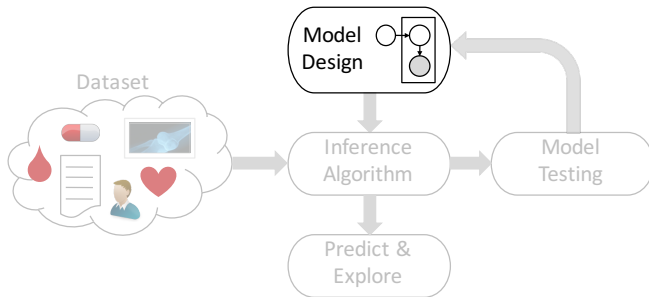 Model
Design
Dataset
Inference
Algorithm
Model
Testing
Predict &
Explore